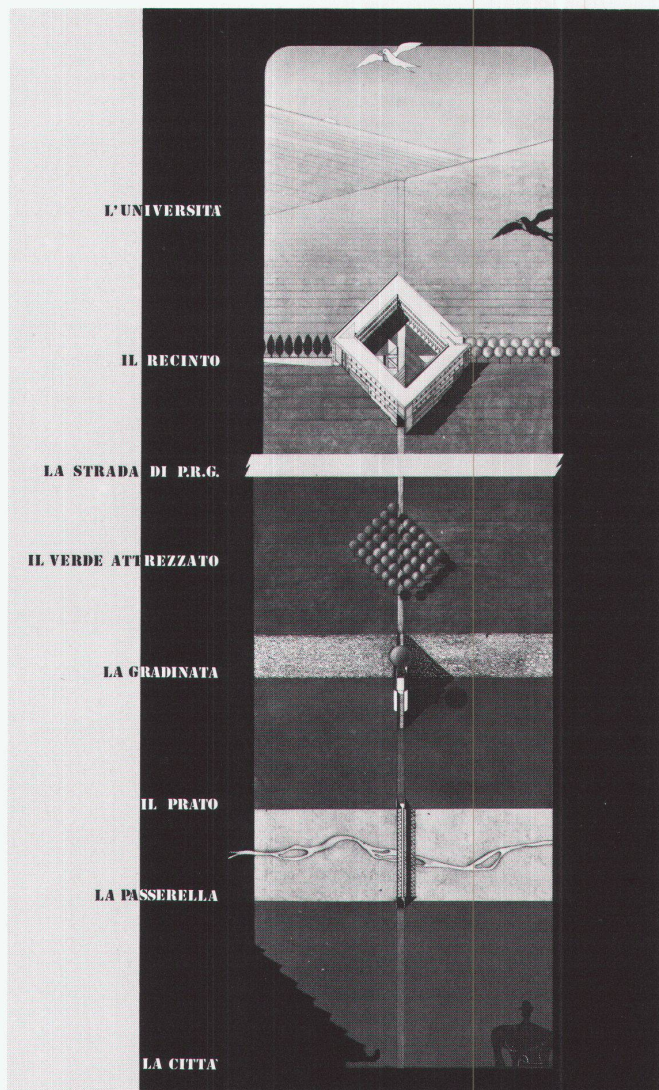 L'UNIVERSITA'
IL RECINTO
LA STRADA DI P.R.G.
IL VERDE ATTREZZATO
LA GRADINATA
IL PRATO
LA PASSERELLA
LA CITTA'